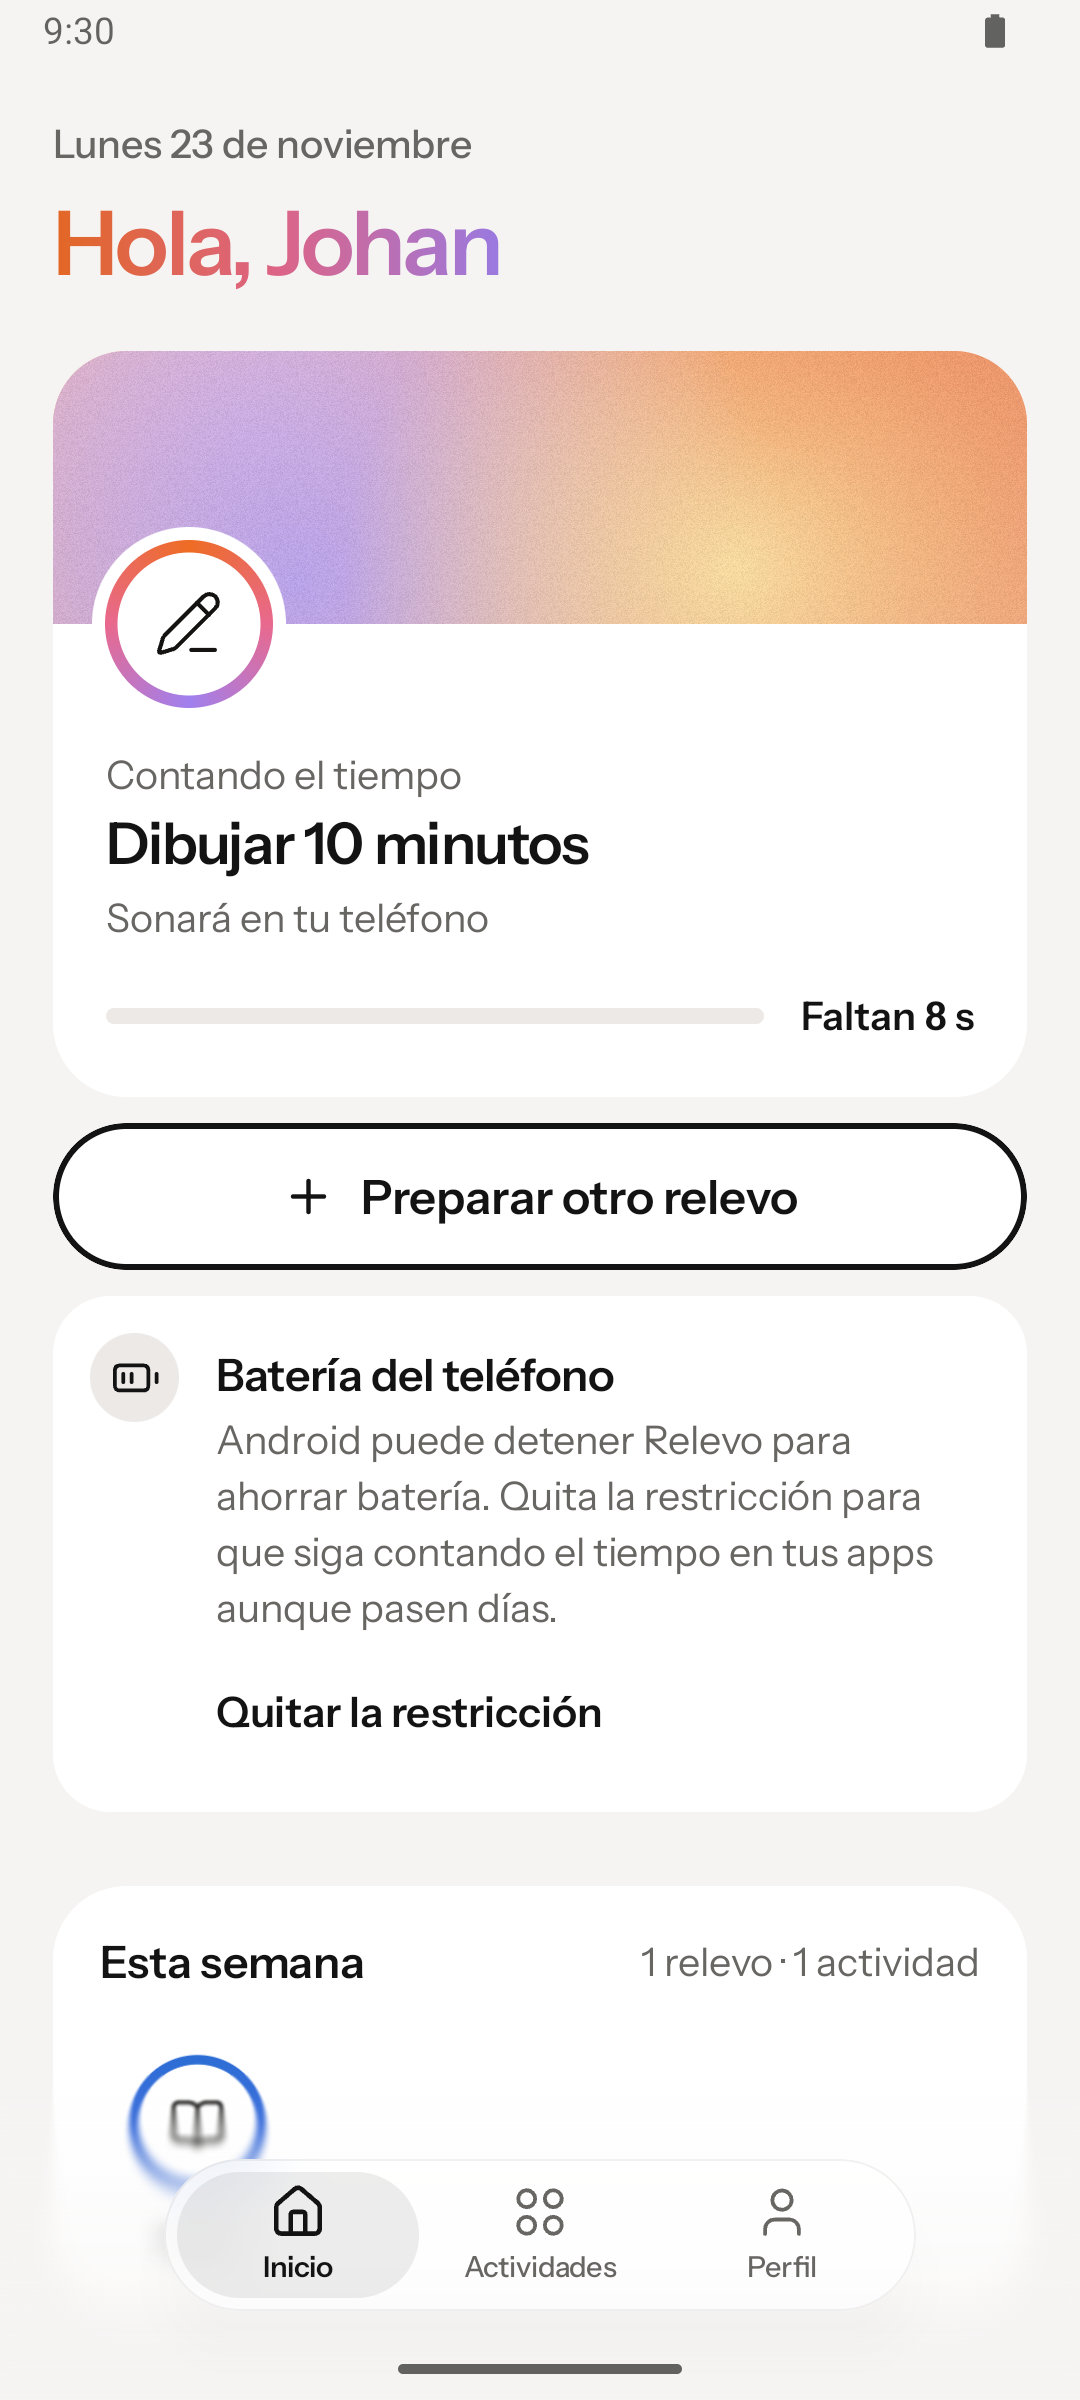 9:30
Lunes 23 de noviembre
Hola, Johan
Contando el tiempo
Dibujar 10 minutos
Sonará en tu teléfono
Faltan 8 s
Preparar otro relevo
Batería del teléfono
Android puede detener Relevo para
ahorrar batería. Quita la restricción para
que siga contando el tiempo en tus apps
aunque pasen días.
Quitar la restricción
Esta semana
1 relevo · 1 actividad
Inicio
Actividades
Perfil